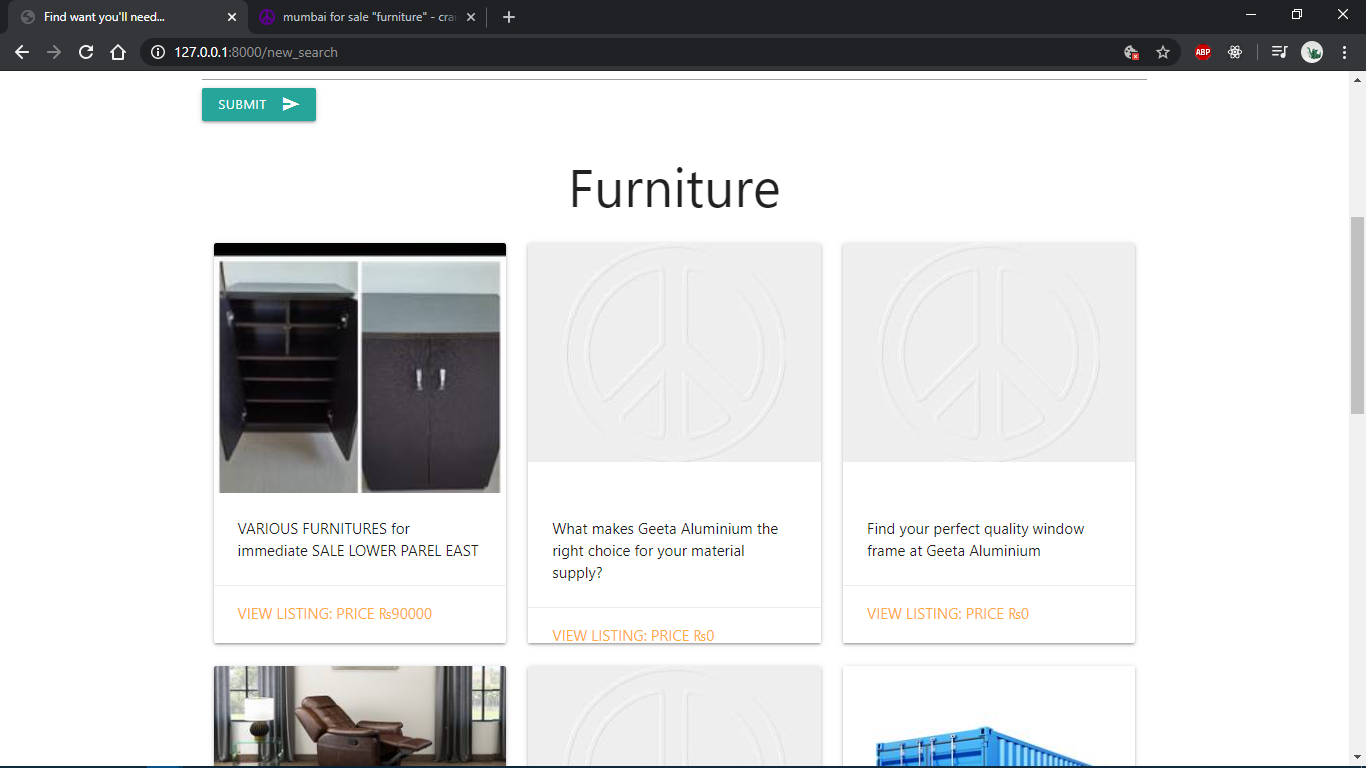 Find want you'll need...
mumbai for sale "furniture" - crai
127.0.0.1:8000/new_search
ABP
SUBMIT
Furniture
VARIOUS FURNITURES for
immediate SALE LOWER PAREL EAST
VIEW LISTING: PRICE ₨90000
What makes Geeta Aluminium the
right choice for your material
supply?
VIEW LISTING: PRICE ₨0
Find your perfect quality window
frame at Geeta Aluminium
VIEW LISTING: PRICE ₨0